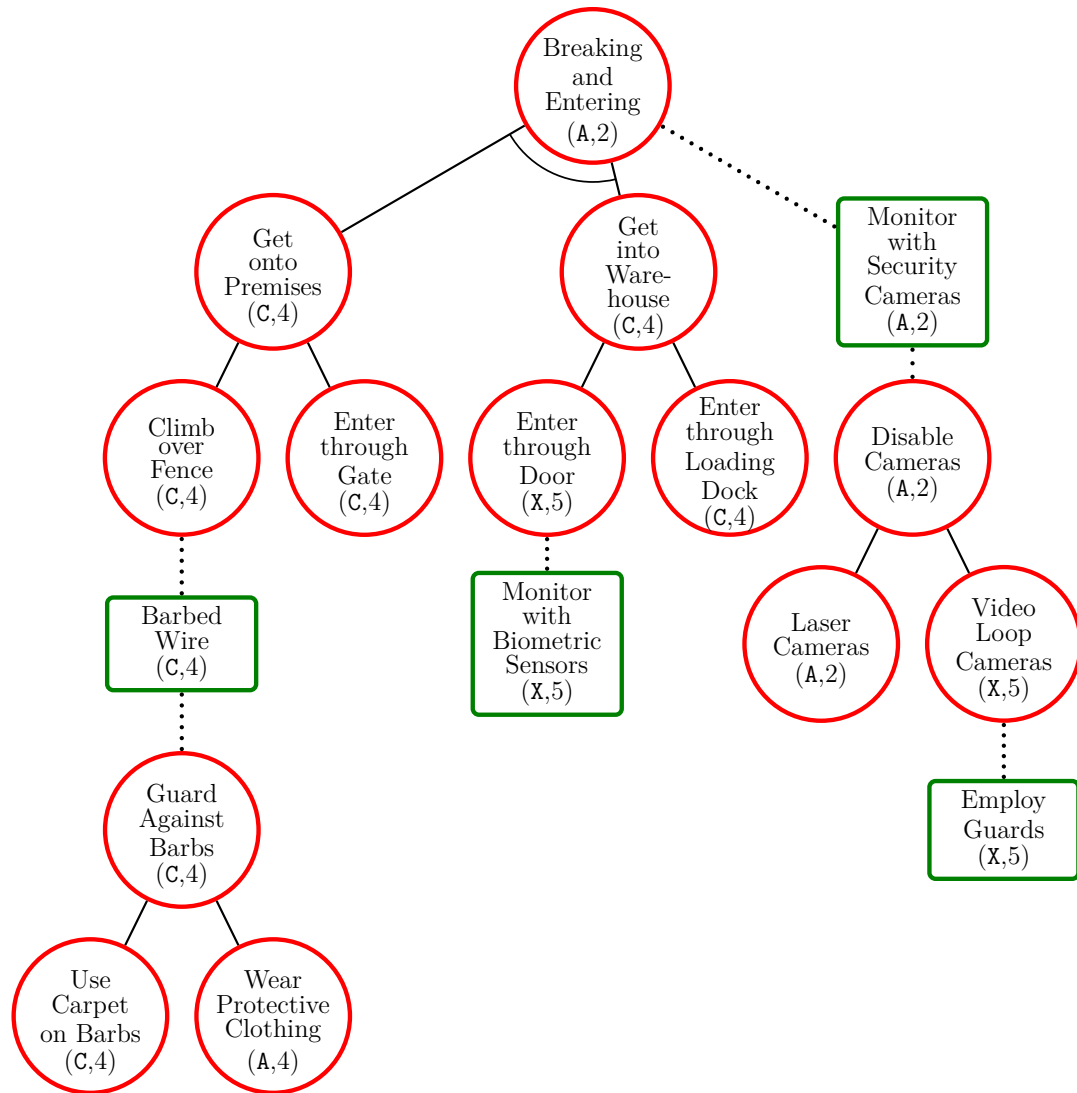 Breaking
and
Entering
(A,2)
Get
onto
Premises
(C,4)
Get
into
Ware-
house
(C,4)
Monitor
with
Security
Cameras
(A,2)
Climb
over
Fence
(C,4)
Enter
through
Gate
(C,4)
Enter
through
Door
(X,5)
Enter
through
Loading
Dock
(C,4)
Disable
Cameras
(A,2)
Barbed
Wire
(C,4)
Monitor
with
Biometric
Sensors
(X,5)
Laser
Cameras
(A,2)
Video
Loop
Cameras
(X,5)
Guard
Against
Barbs
(C,4)
Employ
Guards
(X,5)
Use
Carpet
on Barbs
(C,4)
Wear
Protective
Clothing
(A,4)